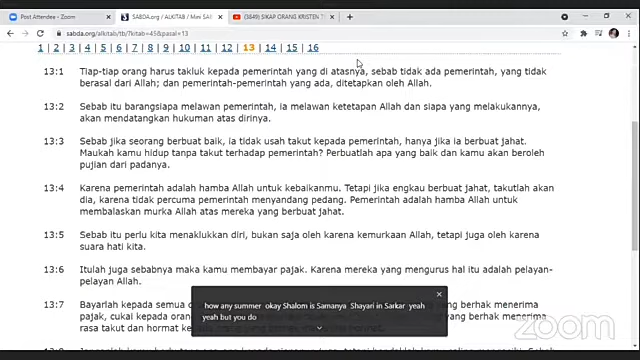 Post Attendee - Zoom
SABDA.org / ALKITAB / Mini SAB
(3849) SIKAP ORANG KRISTEN T
sabda.org/alkitab/tb/?kitab=45&pasal=13
1 | 2 | 3 | 4 | 5 | 6 | 7 | 8 | 9 | 10 | 11 | 12 | 13 | 14 | 15 | 16
13:1 Tiap-tiap orang harus takluk kepada pemerintah yang di atasnya, sebab tidak ada pemerintah, yang tidak
berasal dari Allah; dan pemerintah-pemerintah yang ada, ditetapkan oleh Allah.
13:2 Sebab itu barangsiapa melawan pemerintah, ia melawan ketetapan Allah dan siapa yang melakukannya,
akan mendatangkan hukuman atas dirinya.
13:3 Sebab jika seorang berbuat baik, ia tidak usah takut kepada pemerintah, hanya jika ia berbuat jahat.
Maukah kamu hidup tanpa takut terhadap pemerintah? Perbuatlah apa yang baik dan kamu akan beroleh
pujian dari padanya.
13:4 Karena pemerintah adalah hamba Allah untuk kebaikanmu. Tetapi jika engkau berbuat jahat, takutlah akan
dia, karena tidak percuma pemerintah menyandang pedang. Pemerintah adalah hamba Allah untuk
membalaskan murka Allah atas mereka yang berbuat jahat.
13:5 Sebab itu perlu kita menaklukkan diri, bukan saja oleh karena kemurkaan Allah, tetapi juga oleh karena
suara hati kita.
13:6 Itulah juga sebabnya maka kamu membayar pajak. Karena mereka yang mengurus hal itu adalah pelayan-
pelayan Allah.
how any summer okay Shalom is Samanya Shayari in Sarkar yeah
yeah but you do
13:7 Bayarlah kepada semua yang berhak menerima
pajak, cukai kepada orang yang berhak menerima
rasa takut dan hormat
zoom